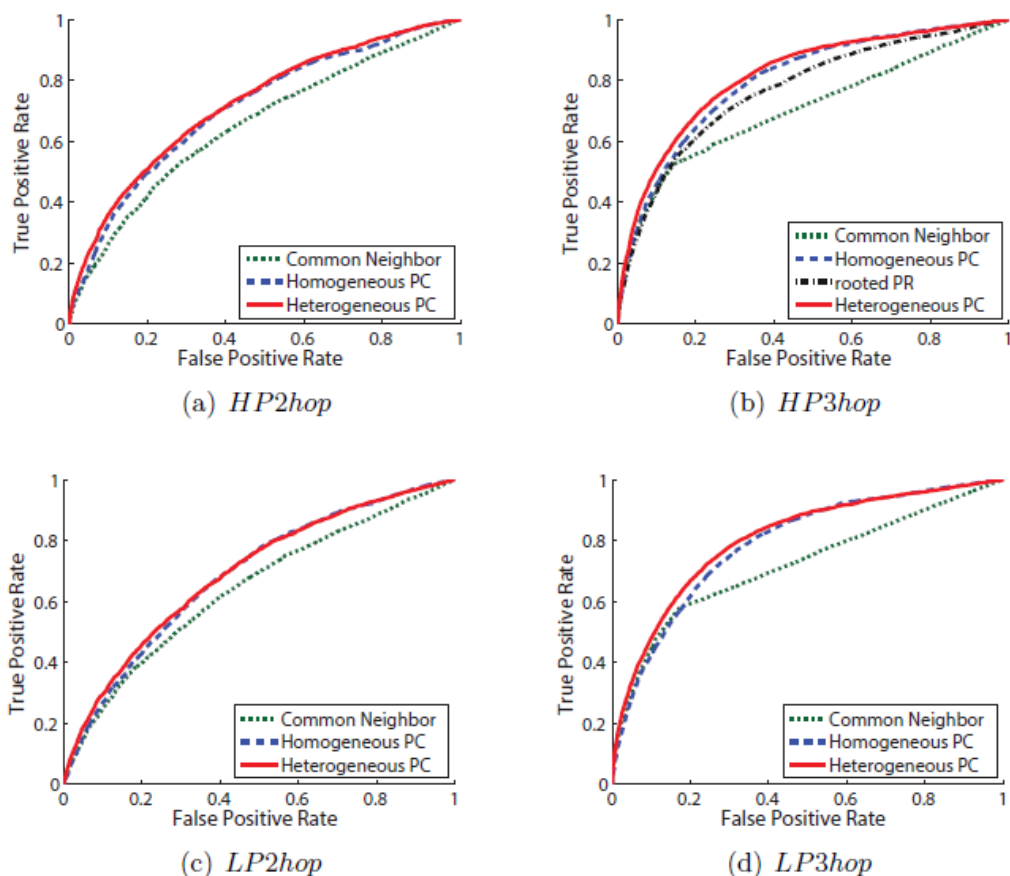 True Positive Rate
1
0.8
0.6
0.4
0.2
0
0
0.2
0.4
0.6
0.8
1
False Positive Rate
Common Neighbor
Homogeneous PC
Heterogeneous PC
(a) HP2hop
True Positive Rate
1
0.8
0.6
0.4
0.2
0
0
0.2
0.4
0.6
0.8
1
False Positive Rate
Common Neighbor
Homogeneous PC
rooted PR
Heterogeneous PC
(b) HP3hop
True Positive Rate
1
0.8
0.6
0.4
0.2
0
0
0.2
0.4
0.6
0.8
1
False Positive Rate
Common Neighbor
Homogeneous PC
Heterogeneous PC
(c) LP2hop
True Positive Rate
1
0.8
0.6
0.4
0.2
0
0
0.2
0.4
0.6
0.8
1
False Positive Rate
Common Neighbor
Homogeneous PC
Heterogeneous PC
(d) LP3hop